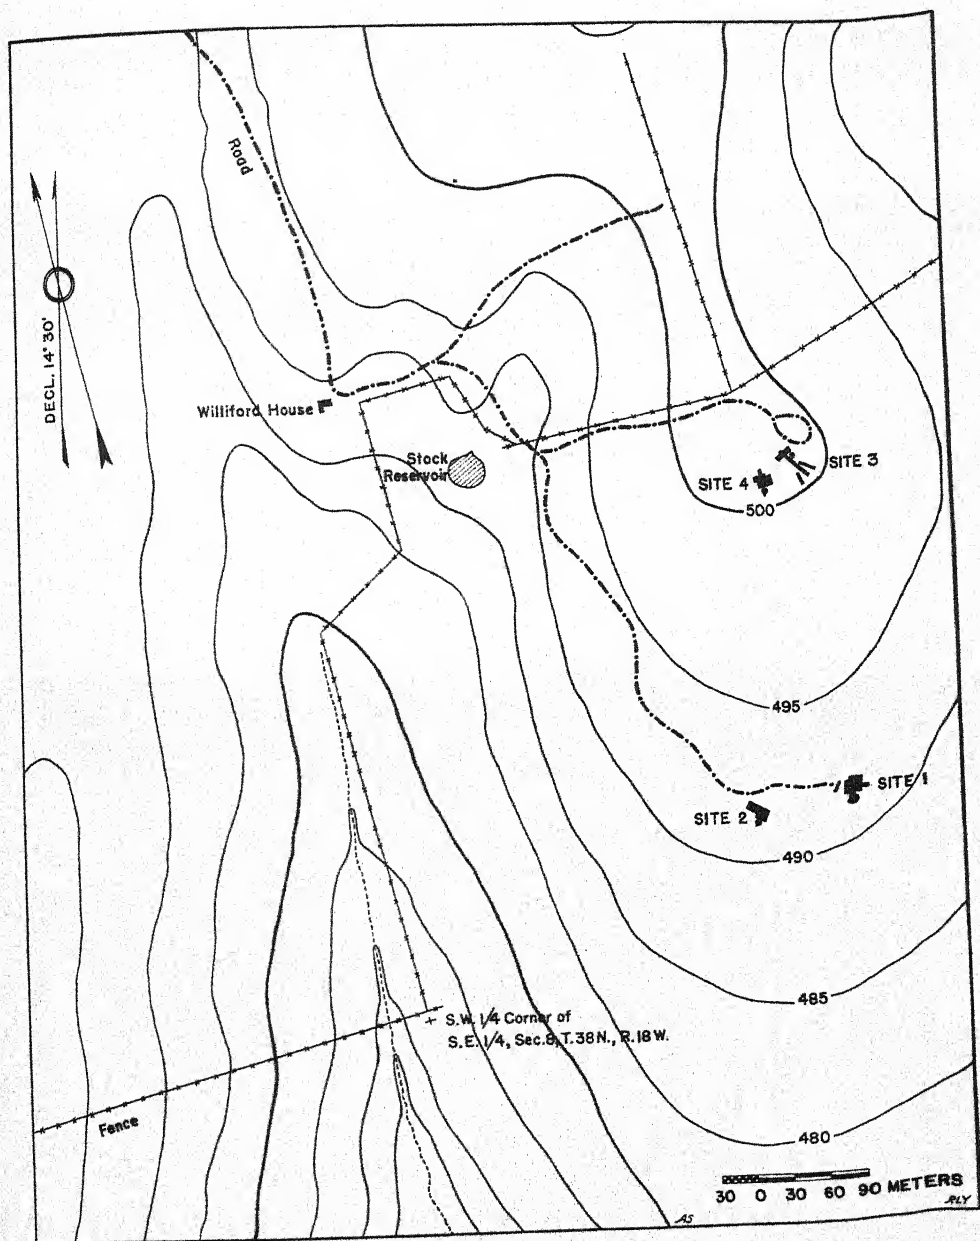 Road
DECL. 14° 30'
Williford House
Stock
Reservoir
SITE 3
SITE 4
500
495
SITE 1
SITE 2
490
485
S.W. 1/4 Corner of
S.E. 1/4, Sec.8, T.38N., R.18W.
Fence
480
30 0 30 60 90 METERS
RLY
AS